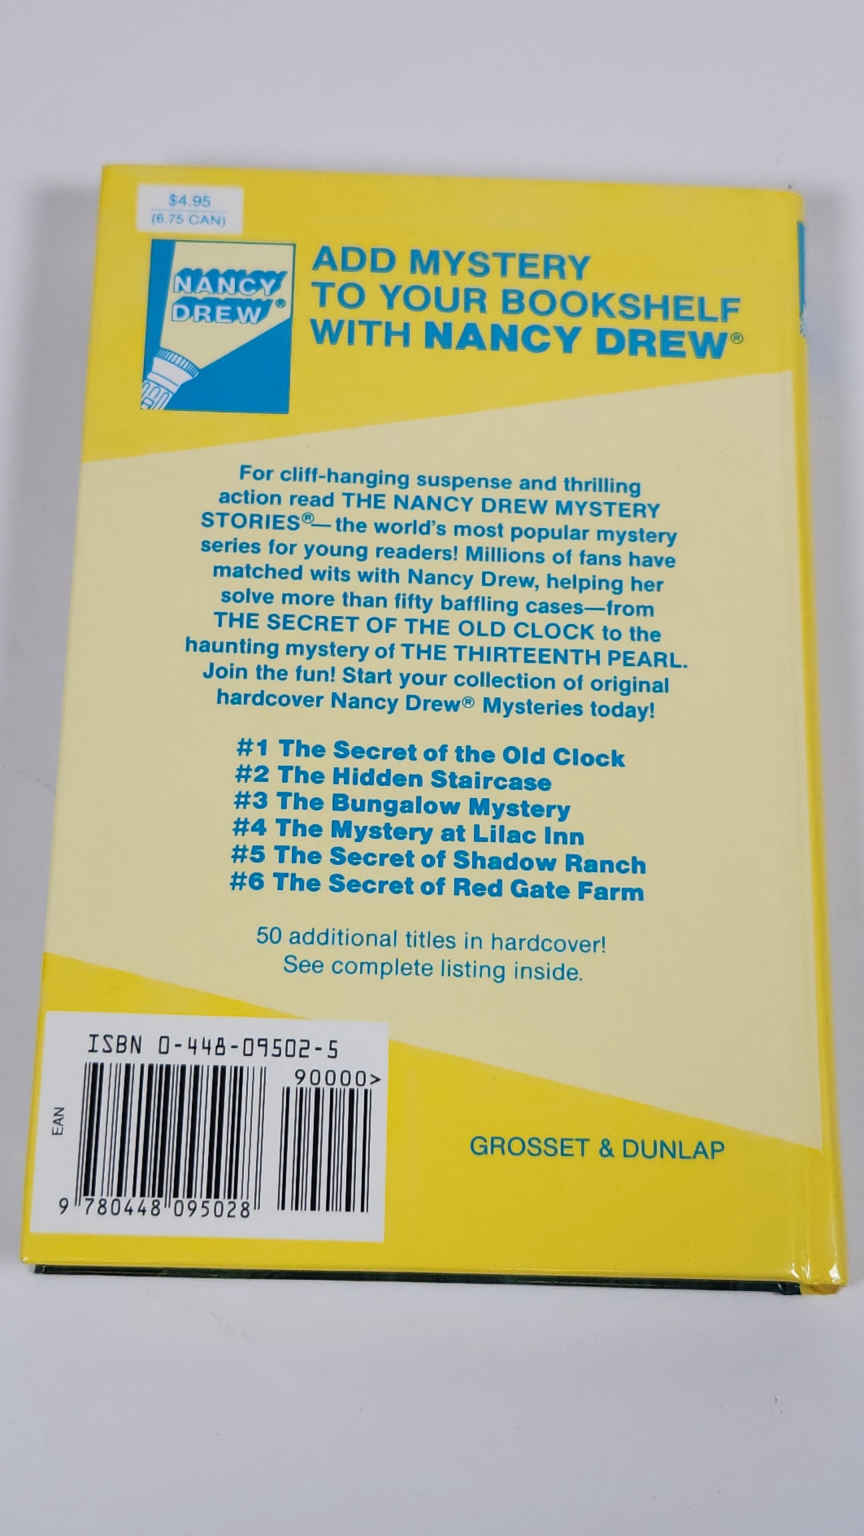 $4.95
(6.75 CAN)
NANCY
DREW®
ADD MYSTERY
TO YOUR BOOKSHELF
WITH NANCY DREW®
For cliff-hanging suspense and thrilling
action read THE NANCY DREW MYSTERY
STORIES®—the world's most popular mystery
series for young readers! Millions of fans have
matched wits with Nancy Drew, helping her
solve more than fifty baffling cases—from
THE SECRET OF THE OLD CLOCK to the
haunting mystery of THE THIRTEENTH PEARL.
Join the fun! Start your collection of original
hardcover Nancy Drew® Mysteries today!
#1 The Secret of the Old Clock
#2 The Hidden Staircase
#3 The Bungalow Mystery
#4 The Mystery at Lilac Inn
#5 The Secret of Shadow Ranch
#6 The Secret of Red Gate Farm
50 additional titles in hardcover!
See complete listing inside.
ISBN 0-448-09502-5
90000>
EAN
9 780448 095028
GROSSET & DUNLAP